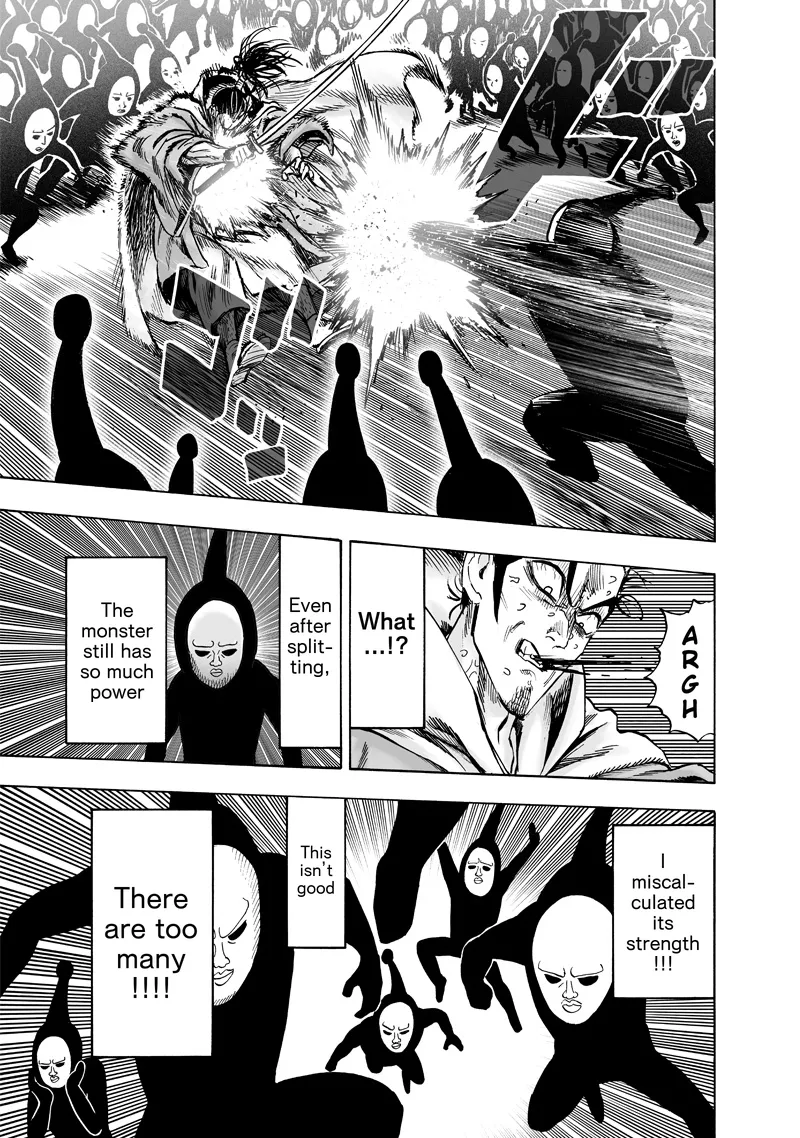 ARGH
What
...!?
Even
after
split-
ting,
The
monster
still has
so much
power
I
miscal-
culated
its
strength
!!!
This
isn't
good
There
are too
many
!!!!